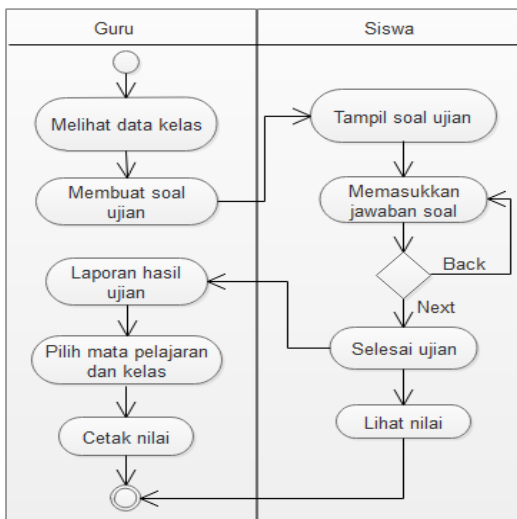 Guru
Siswa
Melihat data kelas
Membuat soal
ujian
Tampil soal ujian
Memasukkan
jawaban soal
Back
Next
Selesai ujian
Lihat nilai
Laporan hasil
ujian
Pilih mata pelajaran
dan kelas
Cetak nilai